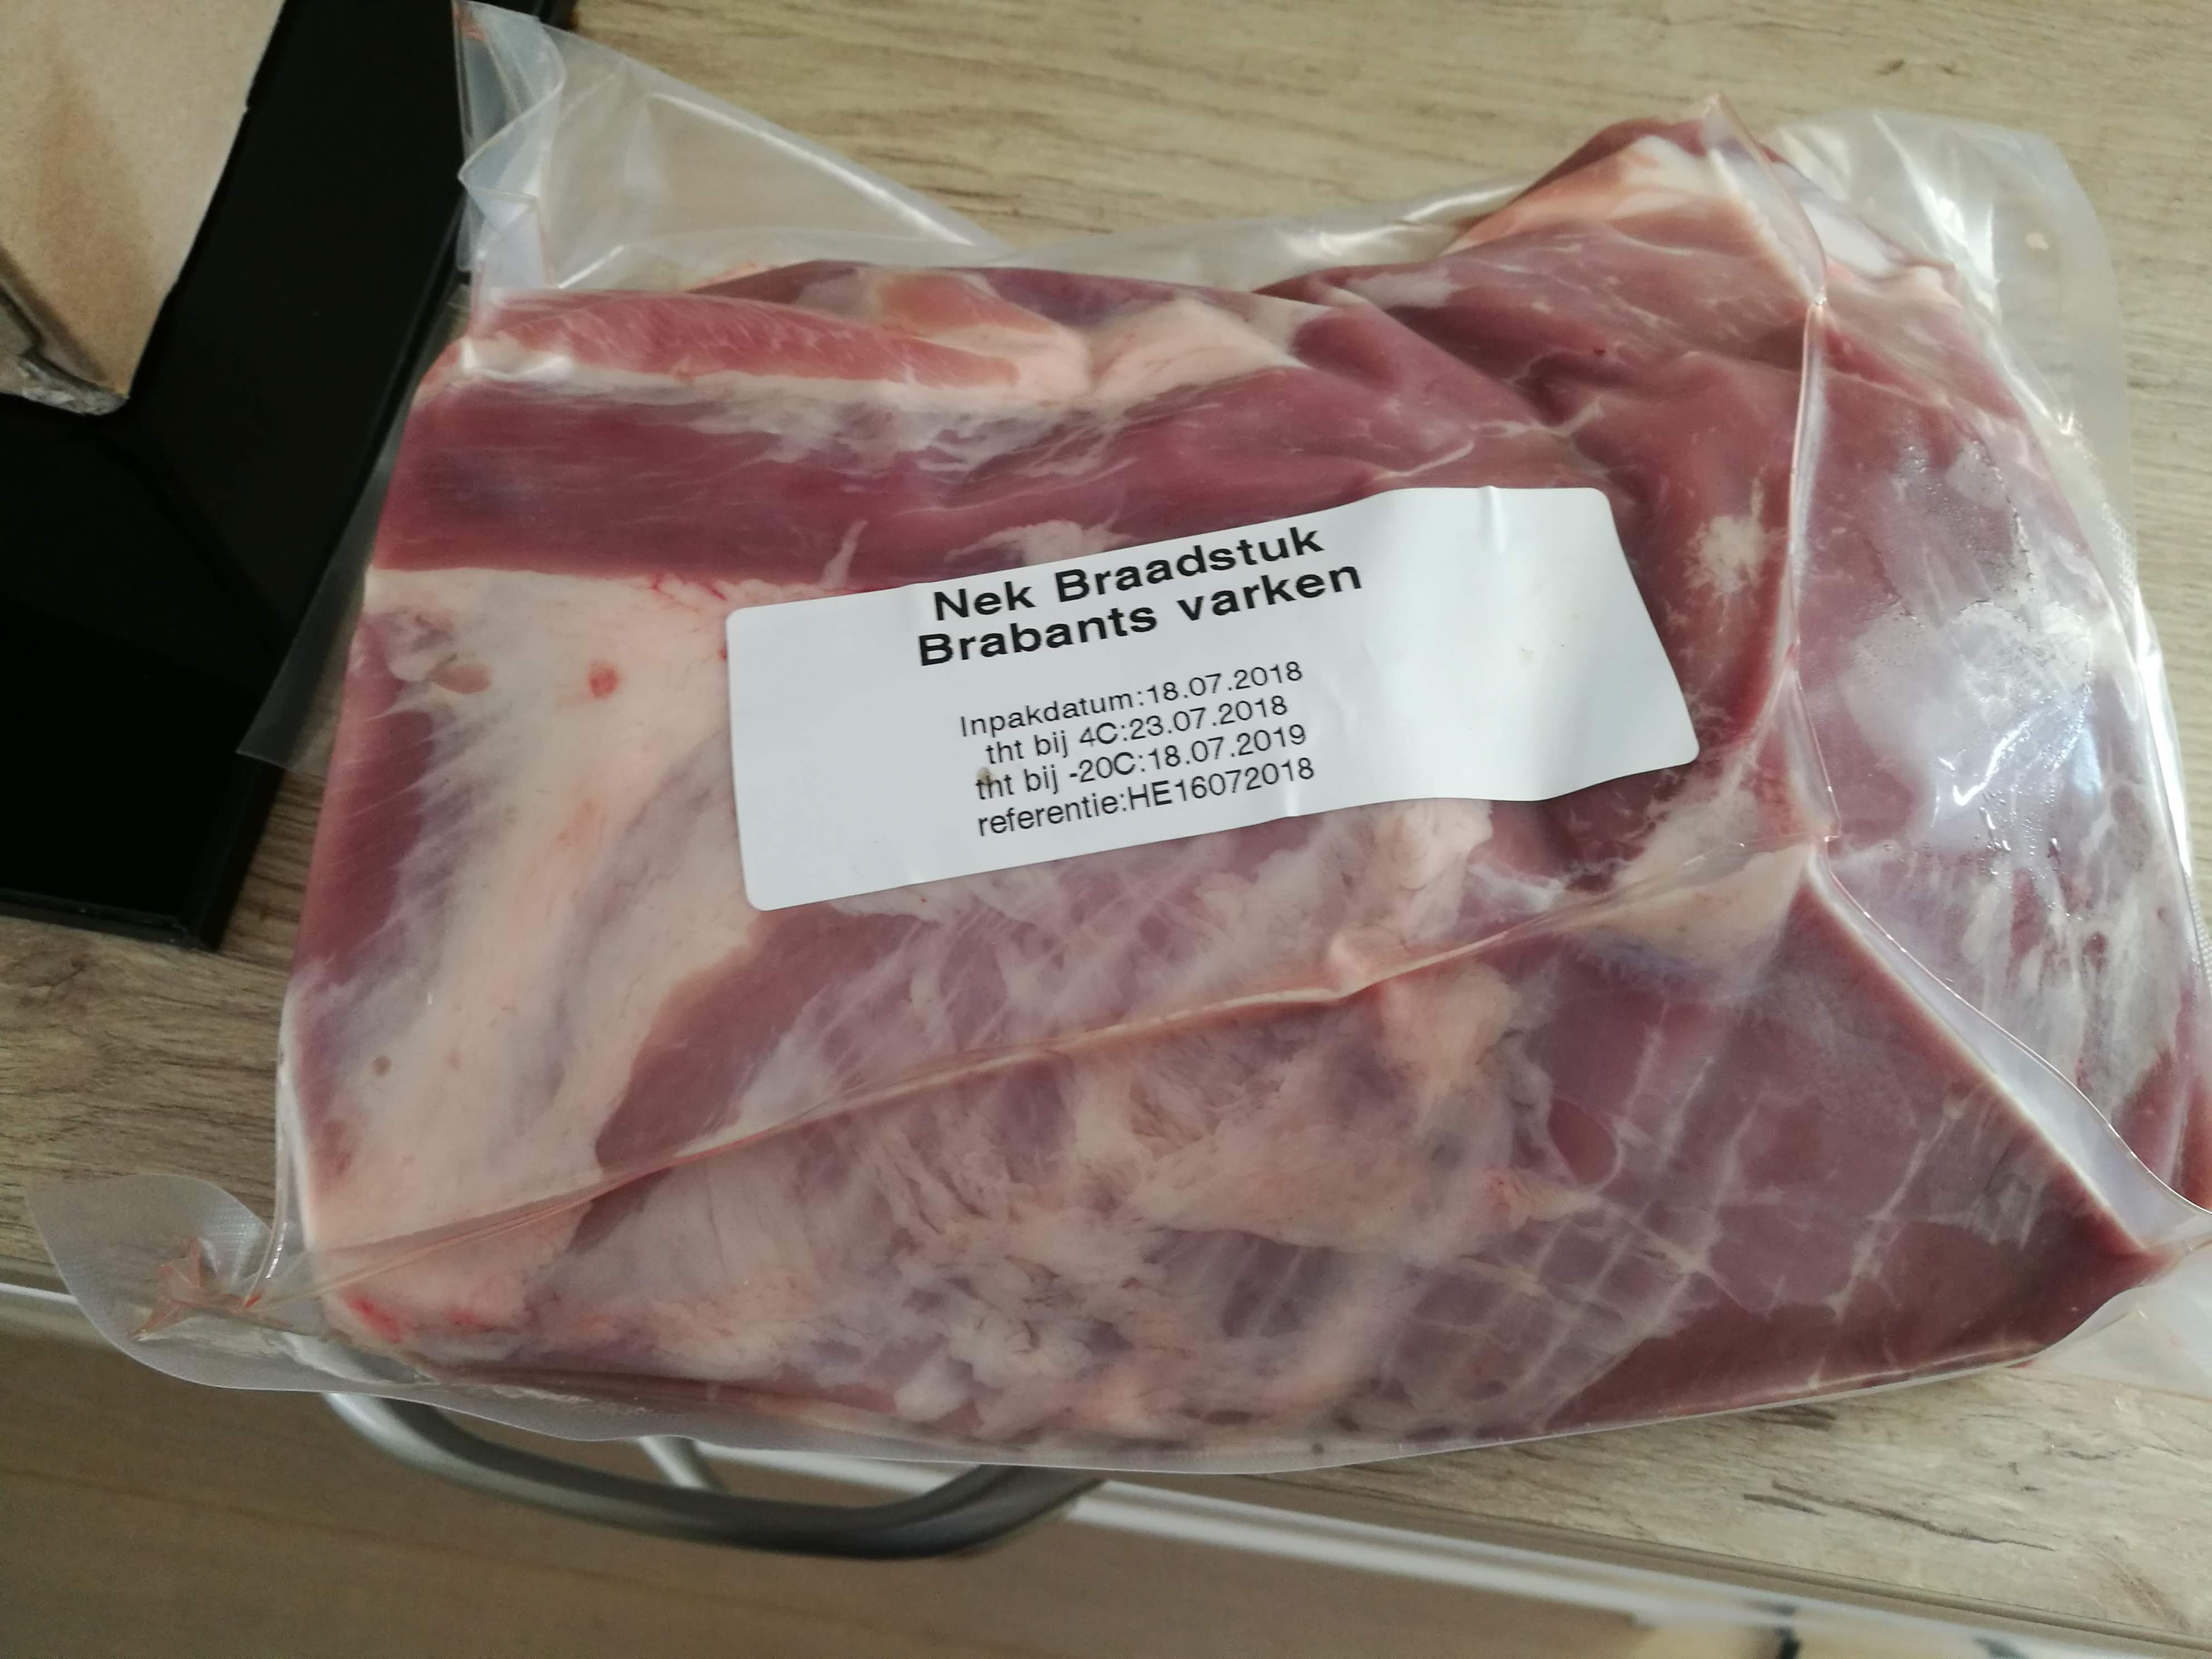 Nek Braadstuk
Brabants varken
Inpakdatum:18.07.2018
tht bij 4C:23.07.2018
tht bij -20C:18.07.2019
referentie:HE16072018